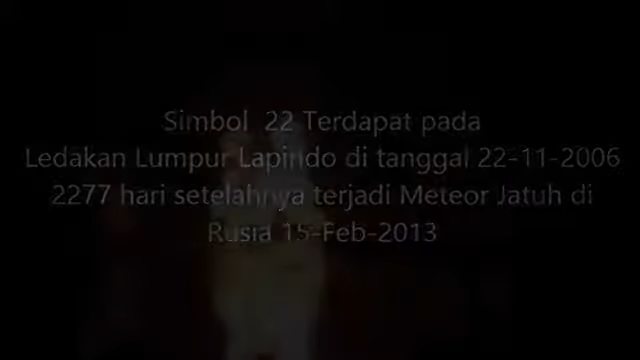 Simbol 22 Terdapat pada
Ledakan Lumpur Lapindo di tanggal 22-11-2006
2277 hari setelahnya terjadi Meteor Jatuh di
Rusia 15-Feb-2013